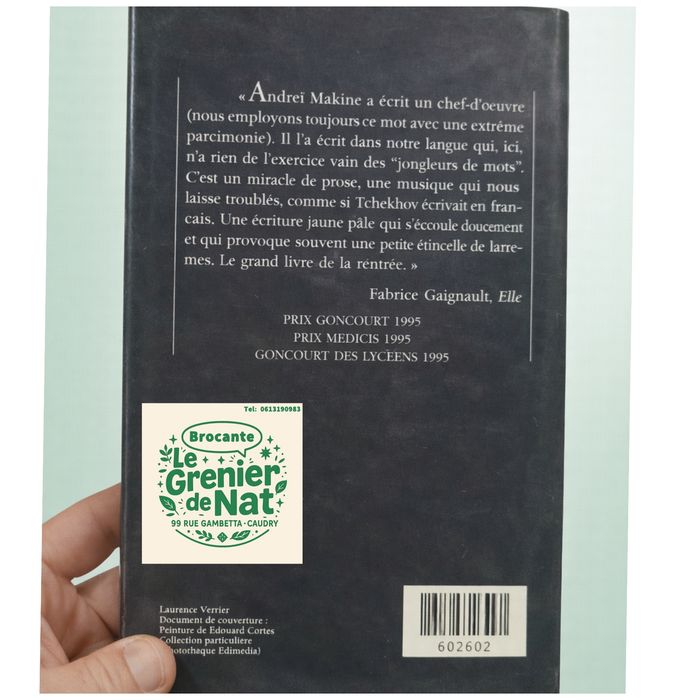 « Andreï Makine a écrit un chef-d'oeuvre
(nous employons toujours ce mot avec une extrême
parcimonie). Il l'a écrit dans notre langue qui, ici,
n'a rien de l'exercice vain des "jongleurs de mots".
C'est un miracle de prose, une musique qui nous
laisse troublés, comme si Tchekhov écrivait en fran-
cais. Une écriture jaune pâle qui s'éccoule doucement
et qui provoque souvent une petite étincelle de larre-
mes. Le grand livre de la rentrée. »
Fabrice Gaignault, Elle
PRIX GONCOURT 1995
PRIX MEDICIS 1995
GONCOURT DES LYCEENS 1995
Tel: 0613190983
Brocante
Le
Grenier
de Nat
99 RUE GAMBETTA · CAUDRY
Laurence Verrier
Document de couverture :
Peinture de Edouard Cortes
Collection particuliere
(Photorhaque Edimedia)
602602